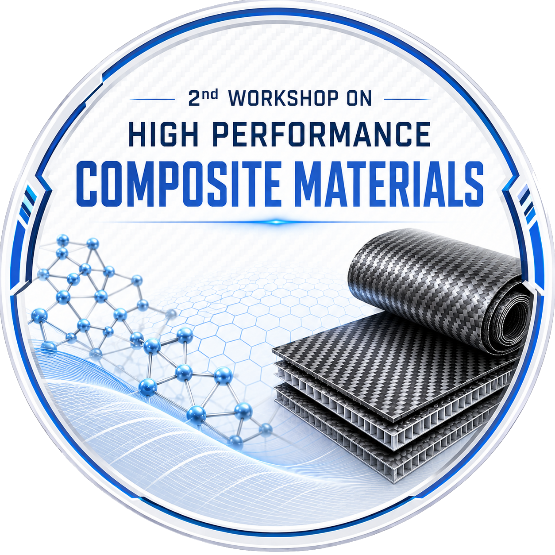 2nd WORKSHOP ON
HIGH PERFORMANCE
COMPOSITE MATERIALS